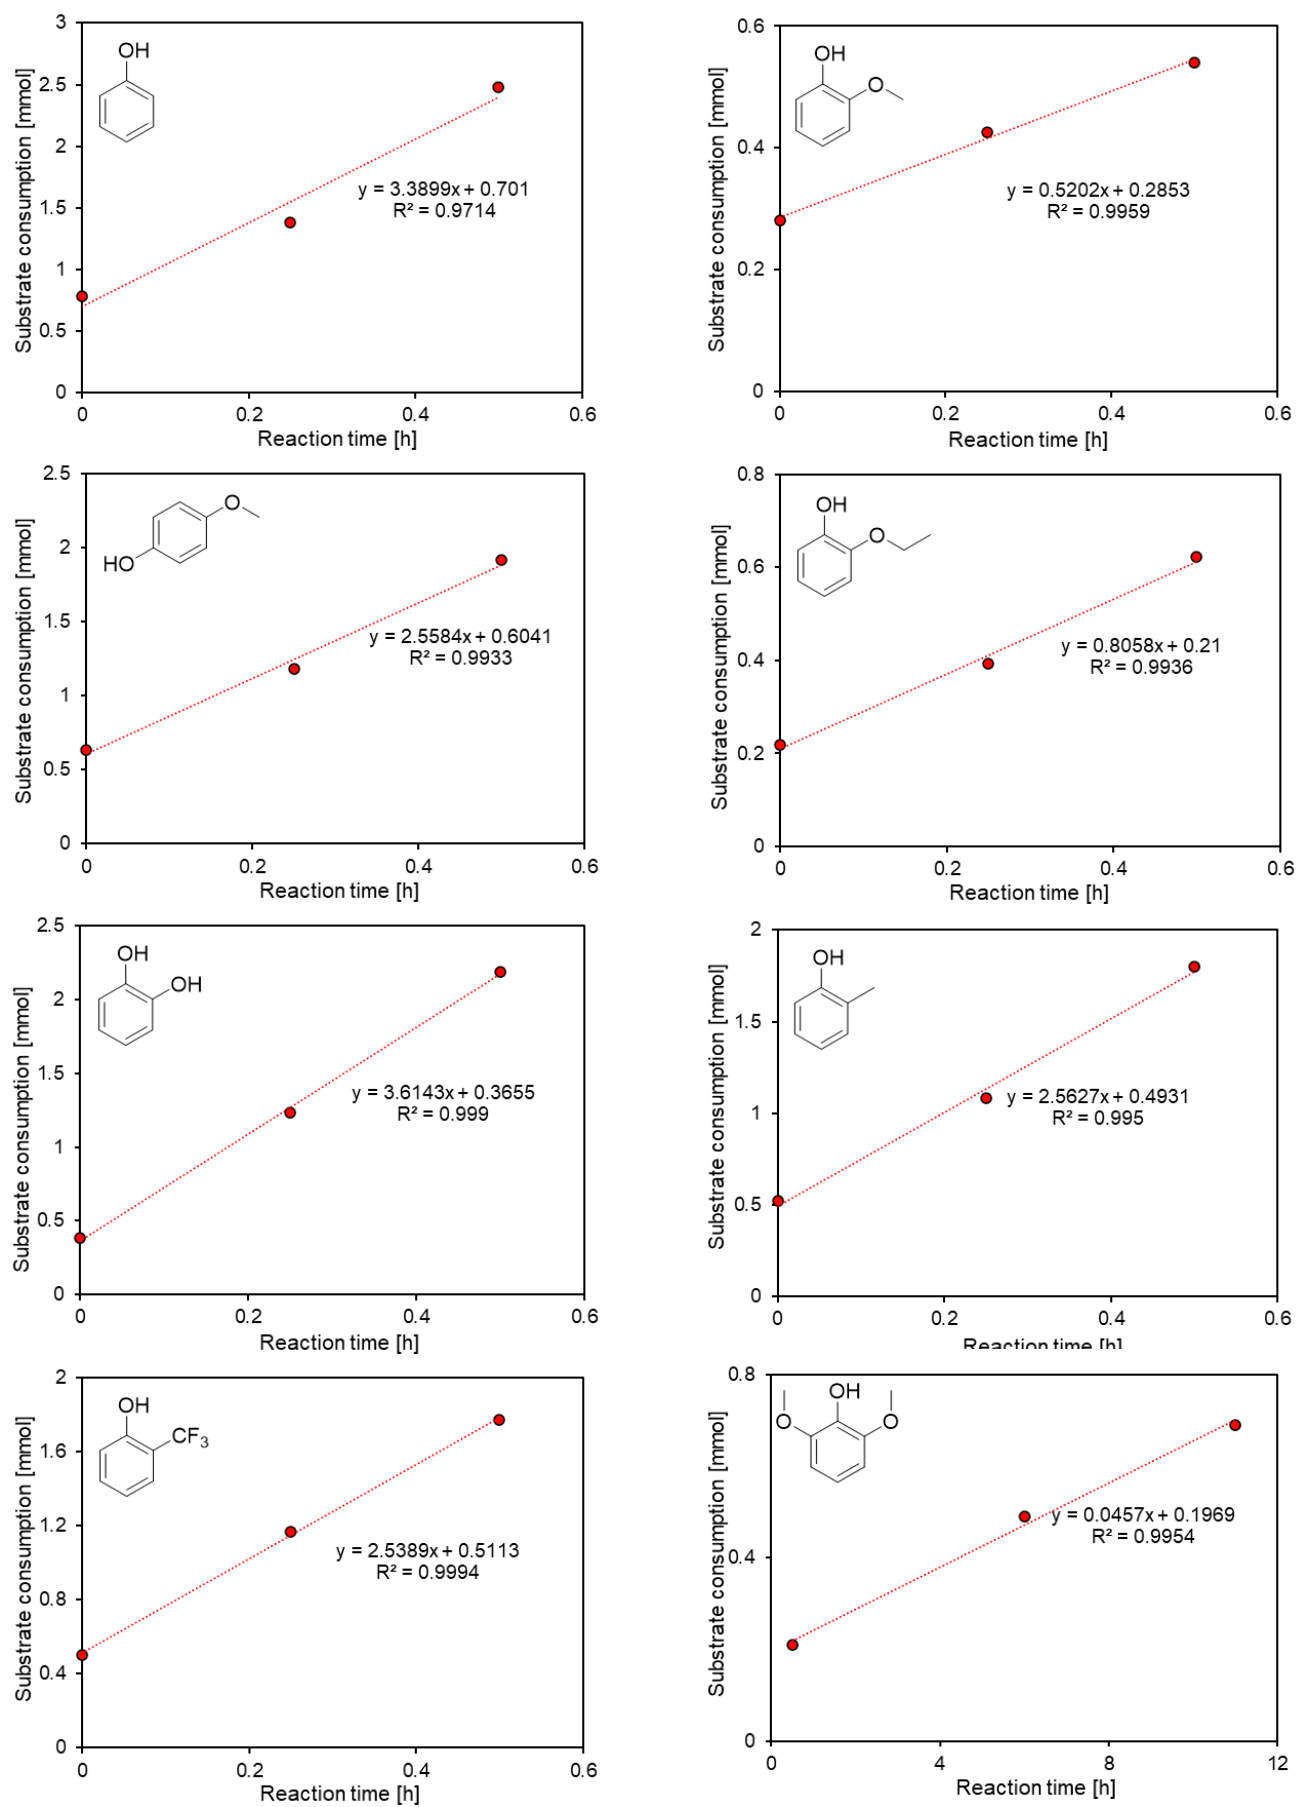 Substrate consumption [mmol]
3
2.5
2
1.5
1
0.5
0
OH
y = 3.3899x + 0.701
R² = 0.9714
0
0.2
0.4
0.6
Reaction time [h]
Substrate consumption [mmol]
0.6
0.4
0.2
0
OH
O
y = 0.5202x + 0.2853
R² = 0.9959
0
0.2
0.4
0.6
Reaction time [h]
Substrate consumption [mmol]
2.5
2
1.5
1
0.5
0
O
HO
y = 2.5584x + 0.6041
R² = 0.9933
0
0.2
0.4
0.6
Reaction time [h]
Substrate consumption [mmol]
0.8
0.6
0.4
0.2
0
OH
O
y = 0.8058x + 0.21
R² = 0.9936
0
0.2
0.4
0.6
Reaction time [h]
Substrate consumption [mmol]
2.5
2
1.5
1
0.5
0
OH
OH
y = 3.6143x + 0.3655
R² = 0.999
0
0.2
0.4
0.6
Reaction time [h]
Substrate consumption [mmol]
2
1.5
1
0.5
0
OH
y = 2.5627x + 0.4931
R² = 0.995
0
0.2
0.4
0.6
Reaction time [h]
Substrate consumption [mmol]
2
1.6
1.2
0.8
0.4
0
OH
CF₃
y = 2.5389x + 0.5113
R² = 0.9994
0
0.2
0.4
0.6
Reaction time [h]
Substrate consumption [mmol]
0.8
0.4
0
OH
O
O
y = 0.0457x + 0.1969
R² = 0.9954
0
4
8
12
Reaction time [h]